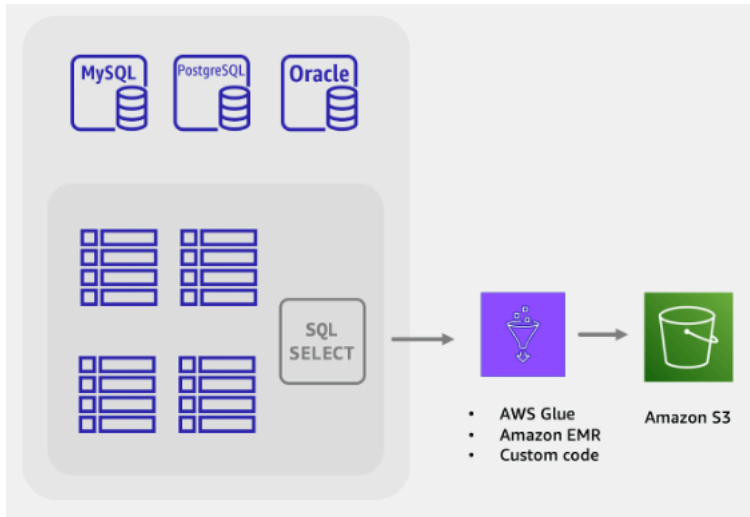 MySQL
PostgreSQL
Oracle
SQL
SELECT
• AWS Glue
• Amazon EMR
• Custom code
Amazon S3